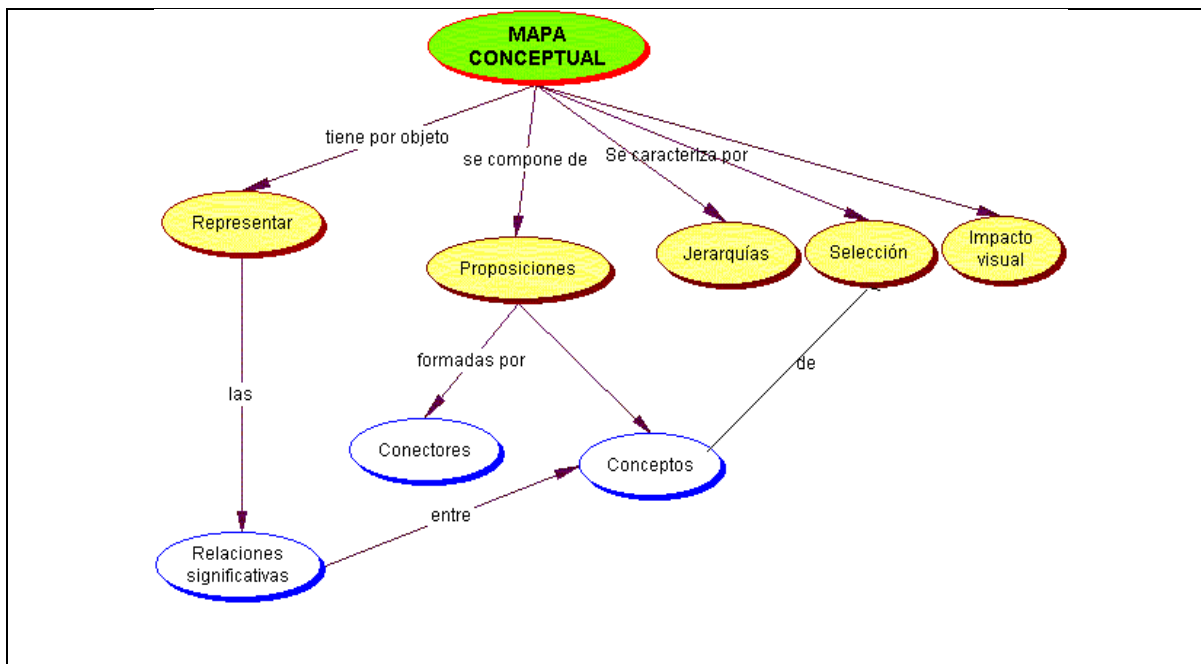 MAPA
CONCEPTUAL
tiene por objeto
se compone de
Se caracteriza por
Representar
Proposiciones
Jerarquías
Selección
Impacto
visual
formadas por
de
las
Conectores
Conceptos
entre
Relaciones
significativas